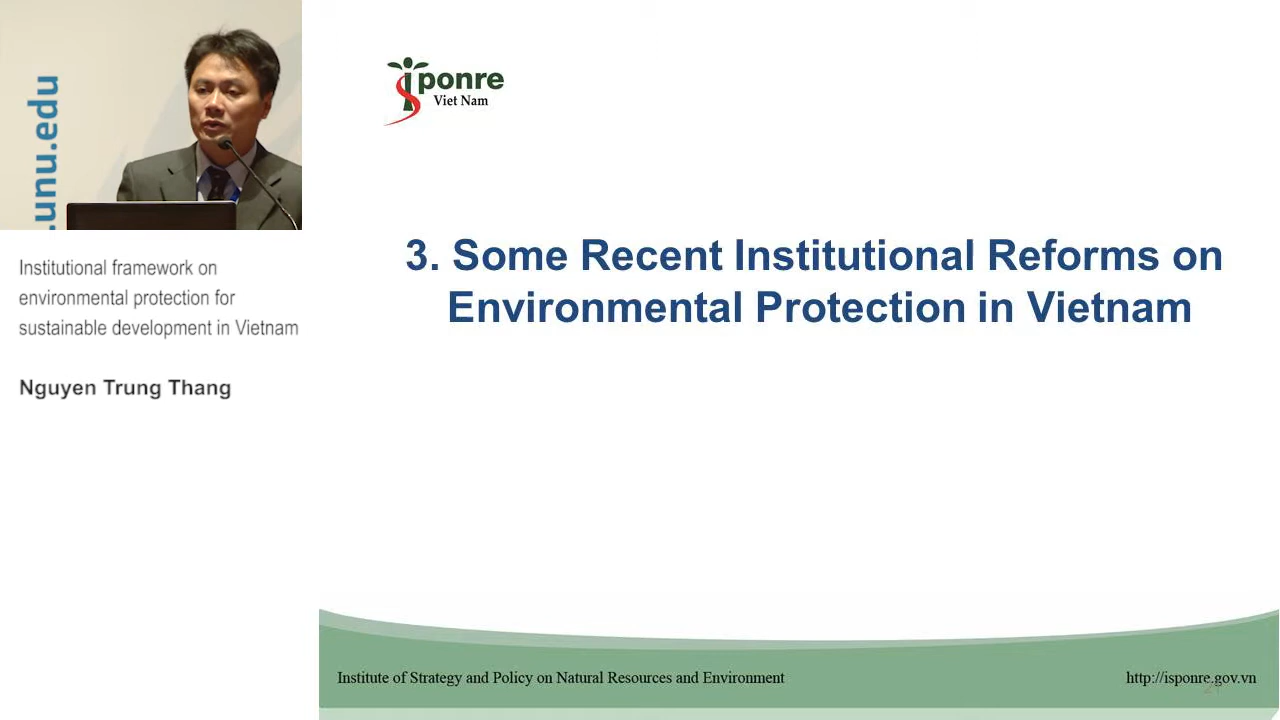 .unu.edu
Institutional framework on
environmental protection for
sustainable development in Vietnam
Nguyen Trung Thang
isponre
Viet Nam
3. Some Recent Institutional Reforms on
Environmental Protection in Vietnam
Institute of Strategy and Policy on Natural Resources and Environment
http://isponre.gov.vn
21